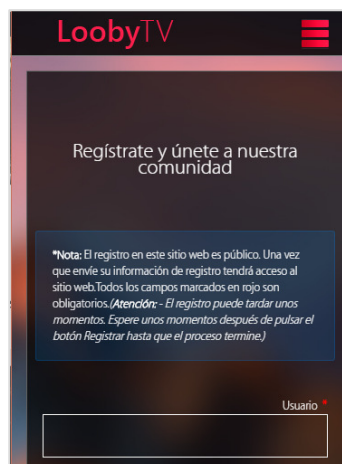 LoobyTV
Regístrate y únete a nuestra
comunidad
*Nota: El registro en este sitio web es público. Una vez
que envíe su información de registro tendrá acceso al
sitio web.Todos los campos marcados en rojo son
obligatorios.(Atención: - El registro puede tardar unos
momentos. Espere unos momentos después de pulsar el
botón Registrar hasta que el proceso termine.)
Usuario *